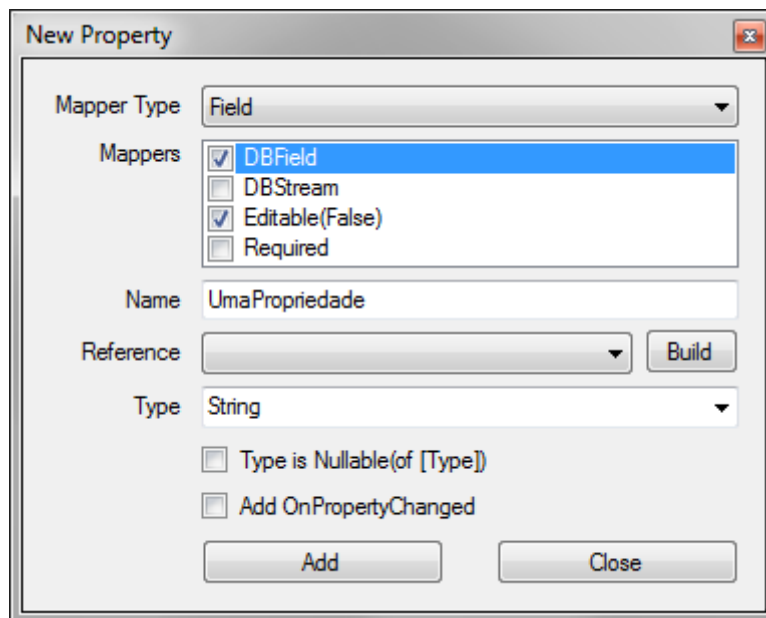 New Property
Mapper Type Field
Mappers DBField
DBStream
Editable(False)
Required
Name UmaPropriedade
Reference Build
Type String
Type is Nullable(of [Type])
Add OnPropertyChanged
Add Close